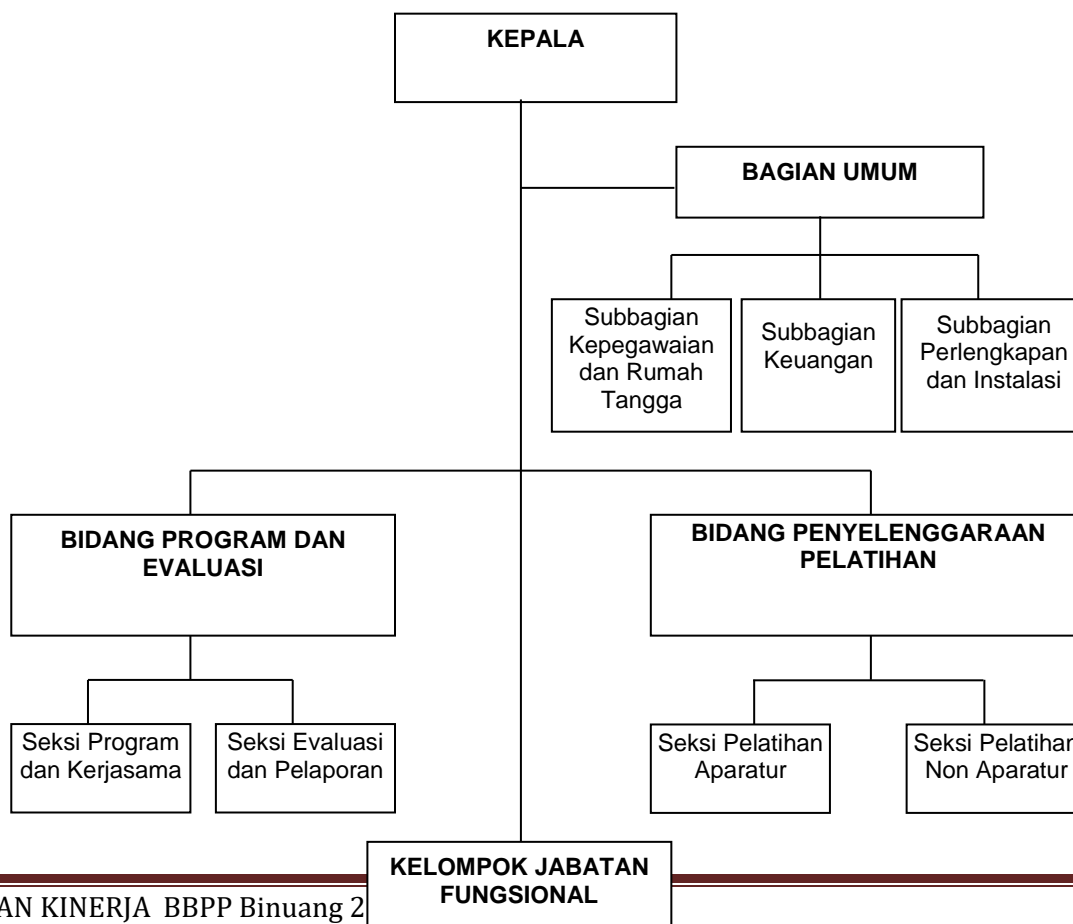 KEPALA
BAGIAN UMUM
Subbagian
Kepegawaian
dan Rumah
Tangga
Subbagian
Keuangan
Subbagian
Perlengkapan
dan Instalasi
BIDANG PROGRAM DAN
EVALUASI
BIDANG PENYELENGGARAAN
PELATIHAN
Seksi Program
dan Kerjasama
Seksi Evaluasi
dan Pelaporan
Seksi Pelatihan
Aparatur
Seksi Pelatihan
Non Aparatur
KELOMPOK JABATAN
FUNGSIONAL
AN KINERJA BBPP Binuang 2